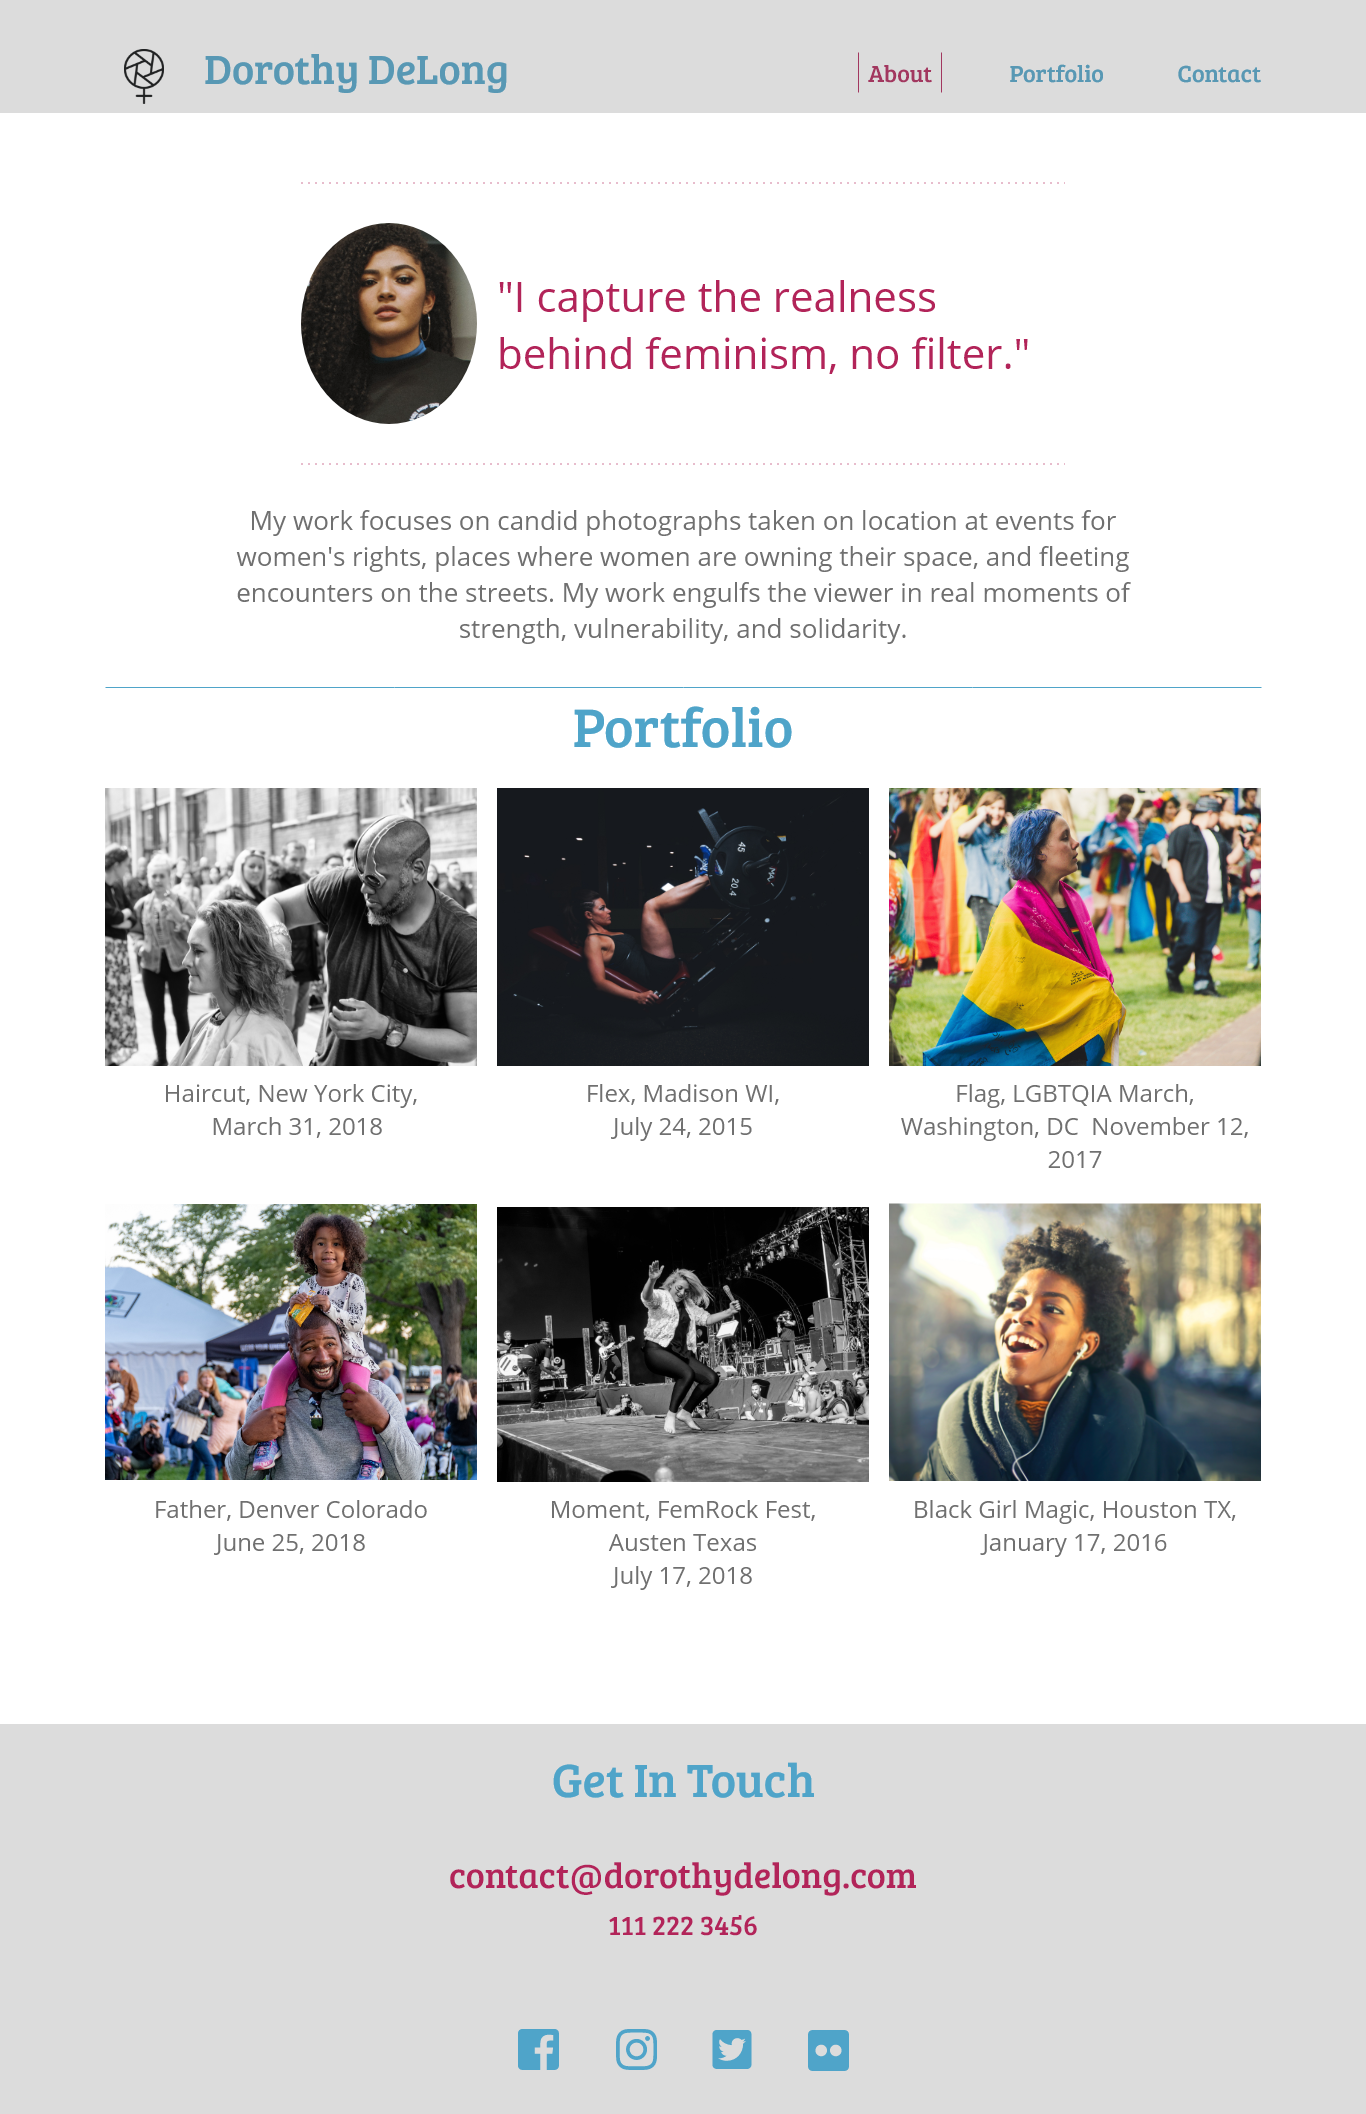 Dorothy DeLong
About
Portfolio
Contact
"I capture the realness
behind feminism, no filter."
My work focuses on candid photographs taken on location at events for
women's rights, places where women are owning their space, and fleeting
encounters on the streets. My work engulfs the viewer in real moments of
strength, vulnerability, and solidarity.
Portfolio
45
20.4
Haircut, New York City,
March 31, 2018
Flex, Madison WI,
July 24, 2015
Flag, LGBTQIA March,
Washington, DC  November 12,
2017
Father, Denver Colorado
June 25, 2018
Moment, FemRock Fest,
Austen Texas
July 17, 2018
Black Girl Magic, Houston TX,
January 17, 2016
Get In Touch
contact@dorothydelong.com
111 222 3456